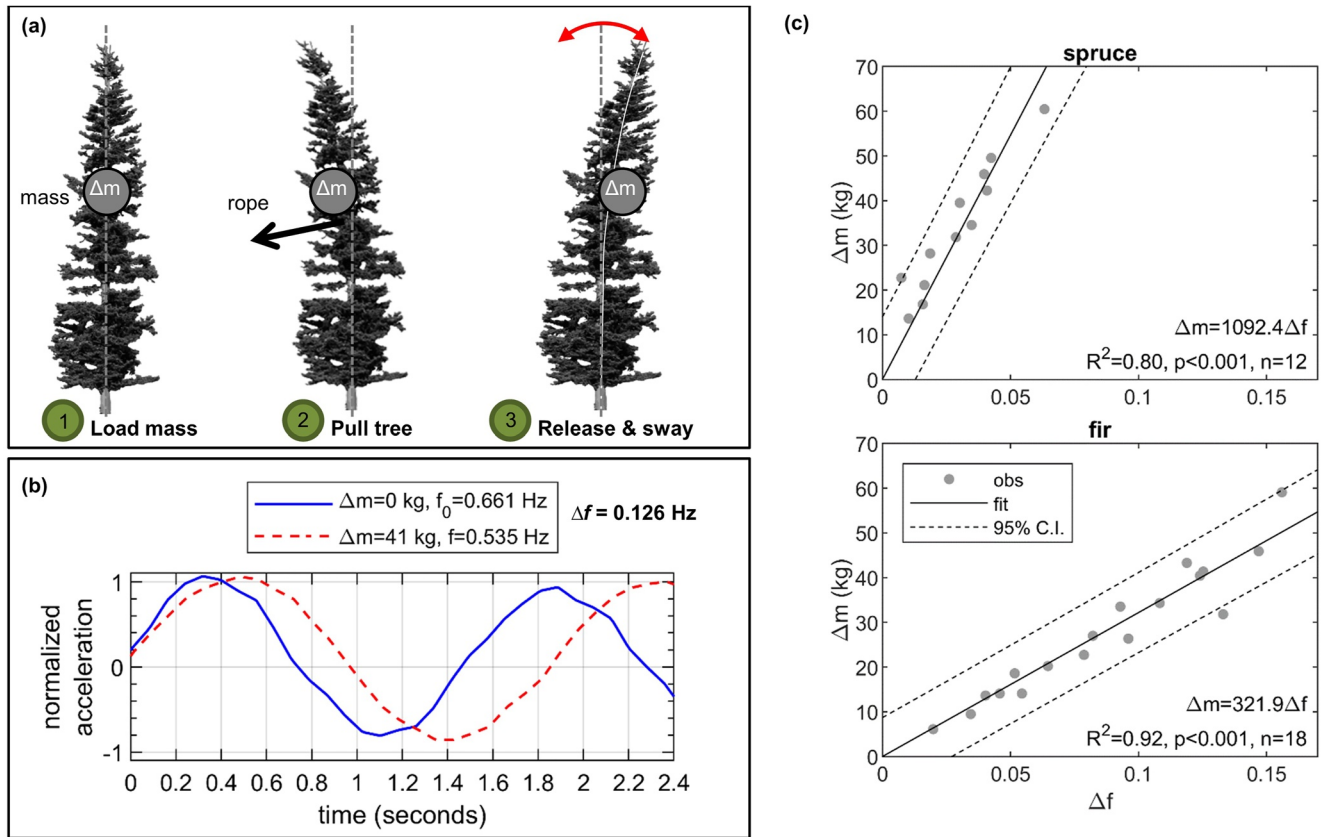 (a)
mass
Δm
rope
Δm
Δm
1 Load mass
2 Pull tree
3 Release & sway
(b)
Δm=0 kg, f0=0.661 Hz
Δm=41 kg, f=0.535 Hz
Δf = 0.126 Hz
normalized
acceleration
1
0
-1
0 0.2 0.4 0.6 0.8 1 1.2 1.4 1.6 1.8 2 2.2 2.4
time (seconds)
(c)
spruce
Δm (kg)
70
60
50
40
30
20
10
0
Δm=1092.4Δf
R²=0.80, p<0.001, n=12
0 0.05 0.1 0.15
fir
Δm (kg)
70
60
50
40
30
20
10
0
obs
fit
95% C.I.
Δm=321.9Δf
R²=0.92, p<0.001, n=18
0 0.05 0.1 0.15
Δf